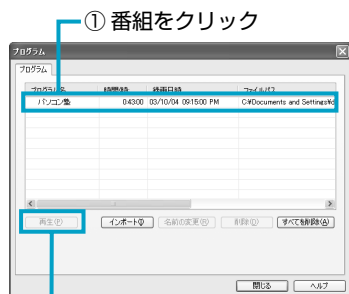 ① 番組をクリック
プログラム
プログラム
プログラム名 時間/時 録画日時 ファイルパス
パソコン塾 0:43:00 03/10/04 09:15:00 PM C:¥Documents and Settings¥d
再生(P) インポート(I) 名前の変更(R) 削除(D) すべてを削除(A)
閉じる ヘルプ